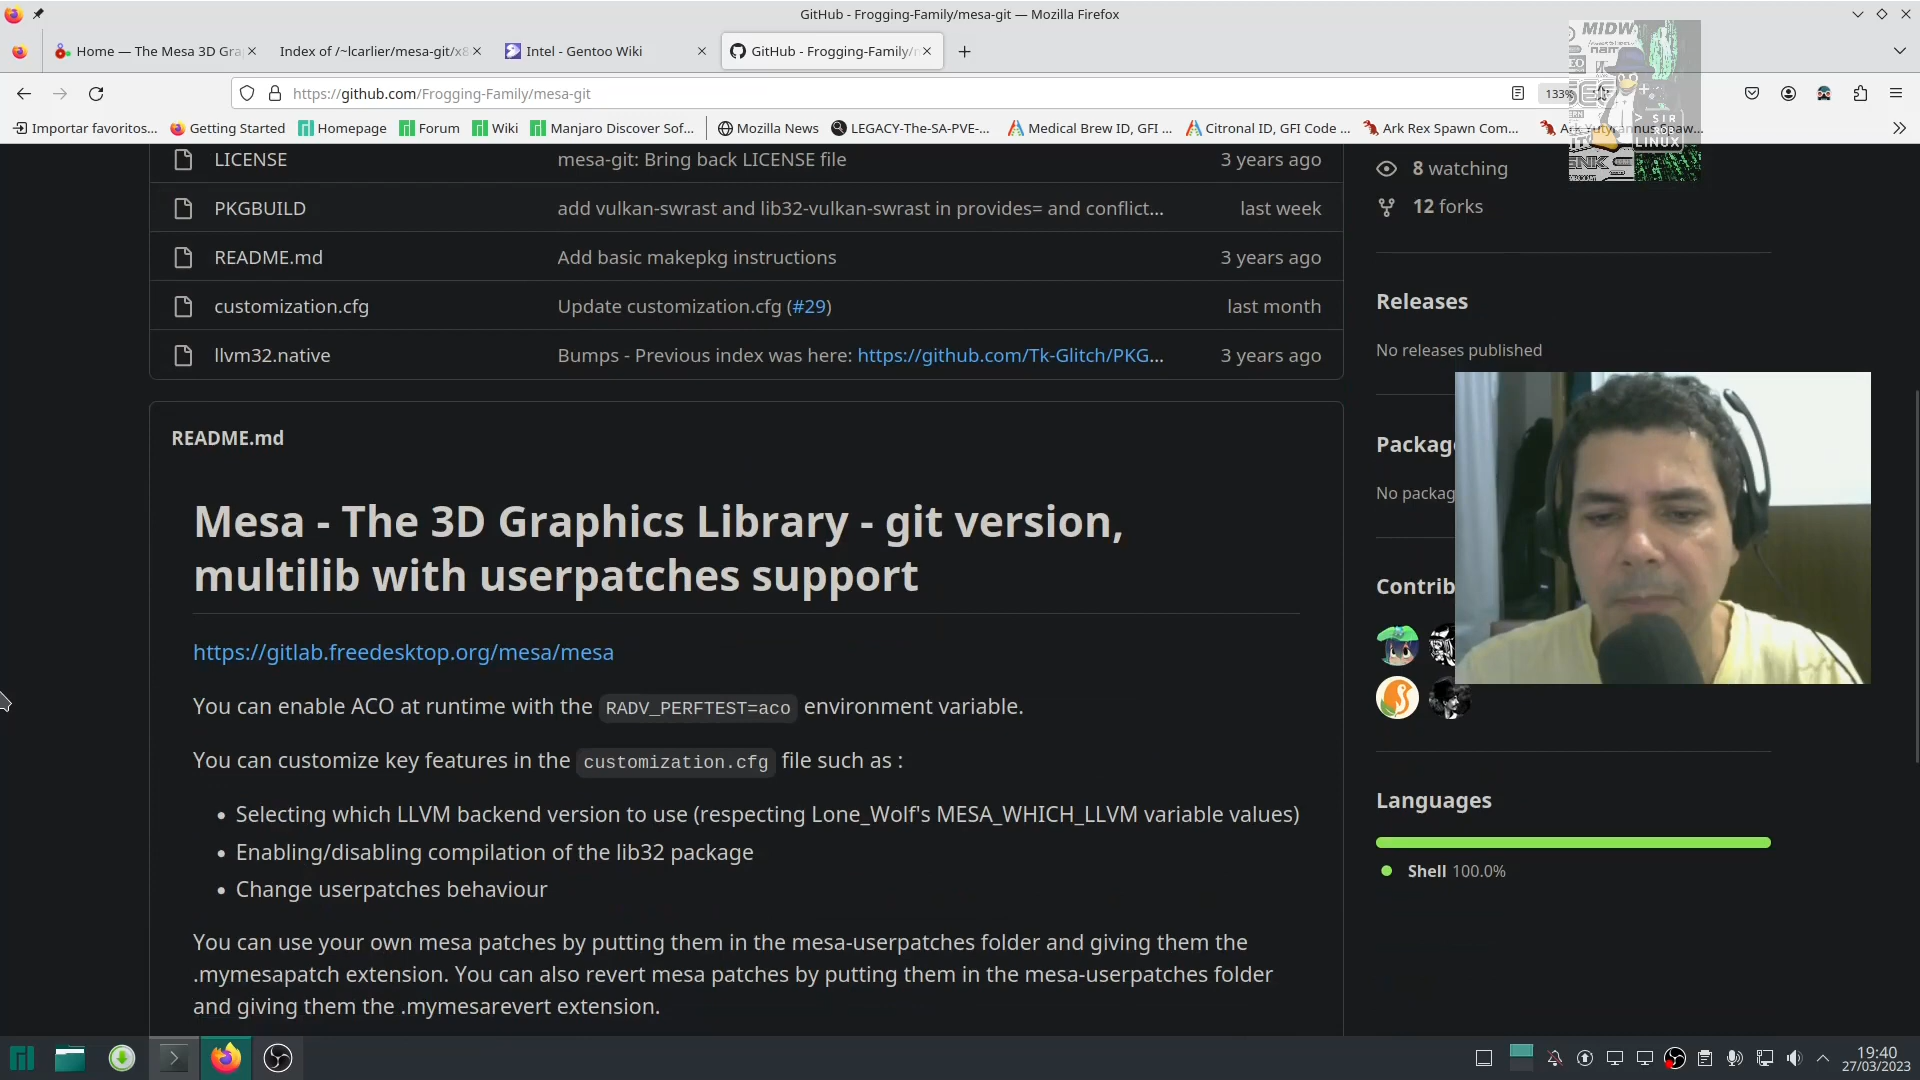 GitHub - Frogging-Family/mesa-git — Mozilla Firefox
Home — The Mesa 3D Gra
Index of /~lcarlier/mesa-git/x8
Intel - Gentoo Wiki
GitHub - Frogging-Family/m
https://github.com/Frogging-Family/mesa-git
133%
Importar favoritos...
Getting Started
Homepage
Forum
Wiki
Manjaro Discover Sof...
Mozilla News
LEGACY-The-SA-PVE-...
Medical Brew ID, GFI ...
Citronal ID, GFI Code ...
Ark Rex Spawn Com...
Ark Yutyrannus Spaw...
MIDW
> SIR
LINUX
LICENSE
mesa-git: Bring back LICENSE file
3 years ago
PKGBUILD
add vulkan-swrast and lib32-vulkan-swrast in provides= and conflict...
last week
README.md
Add basic makepkg instructions
3 years ago
customization.cfg
Update customization.cfg (#29)
last month
llvm32.native
Bumps - Previous index was here: https://github.com/Tk-Glitch/PKG...
3 years ago
8 watching
12 forks
Releases
No releases published
Package
No packag
Contrib
Languages
Shell 100.0%
README.md
Mesa - The 3D Graphics Library - git version,
multilib with userpatches support
https://gitlab.freedesktop.org/mesa/mesa
You can enable ACO at runtime with the RADV_PERFTEST=aco environment variable.
You can customize key features in the customization.cfg file such as :
• Selecting which LLVM backend version to use (respecting Lone_Wolf's MESA_WHICH_LLVM variable values)
• Enabling/disabling compilation of the lib32 package
• Change userpatches behaviour
You can use your own mesa patches by putting them in the mesa-userpatches folder and giving them the
.mymesapatch extension. You can also revert mesa patches by putting them in the mesa-userpatches folder
and giving them the .mymesarevert extension.
19:40
27/03/2023